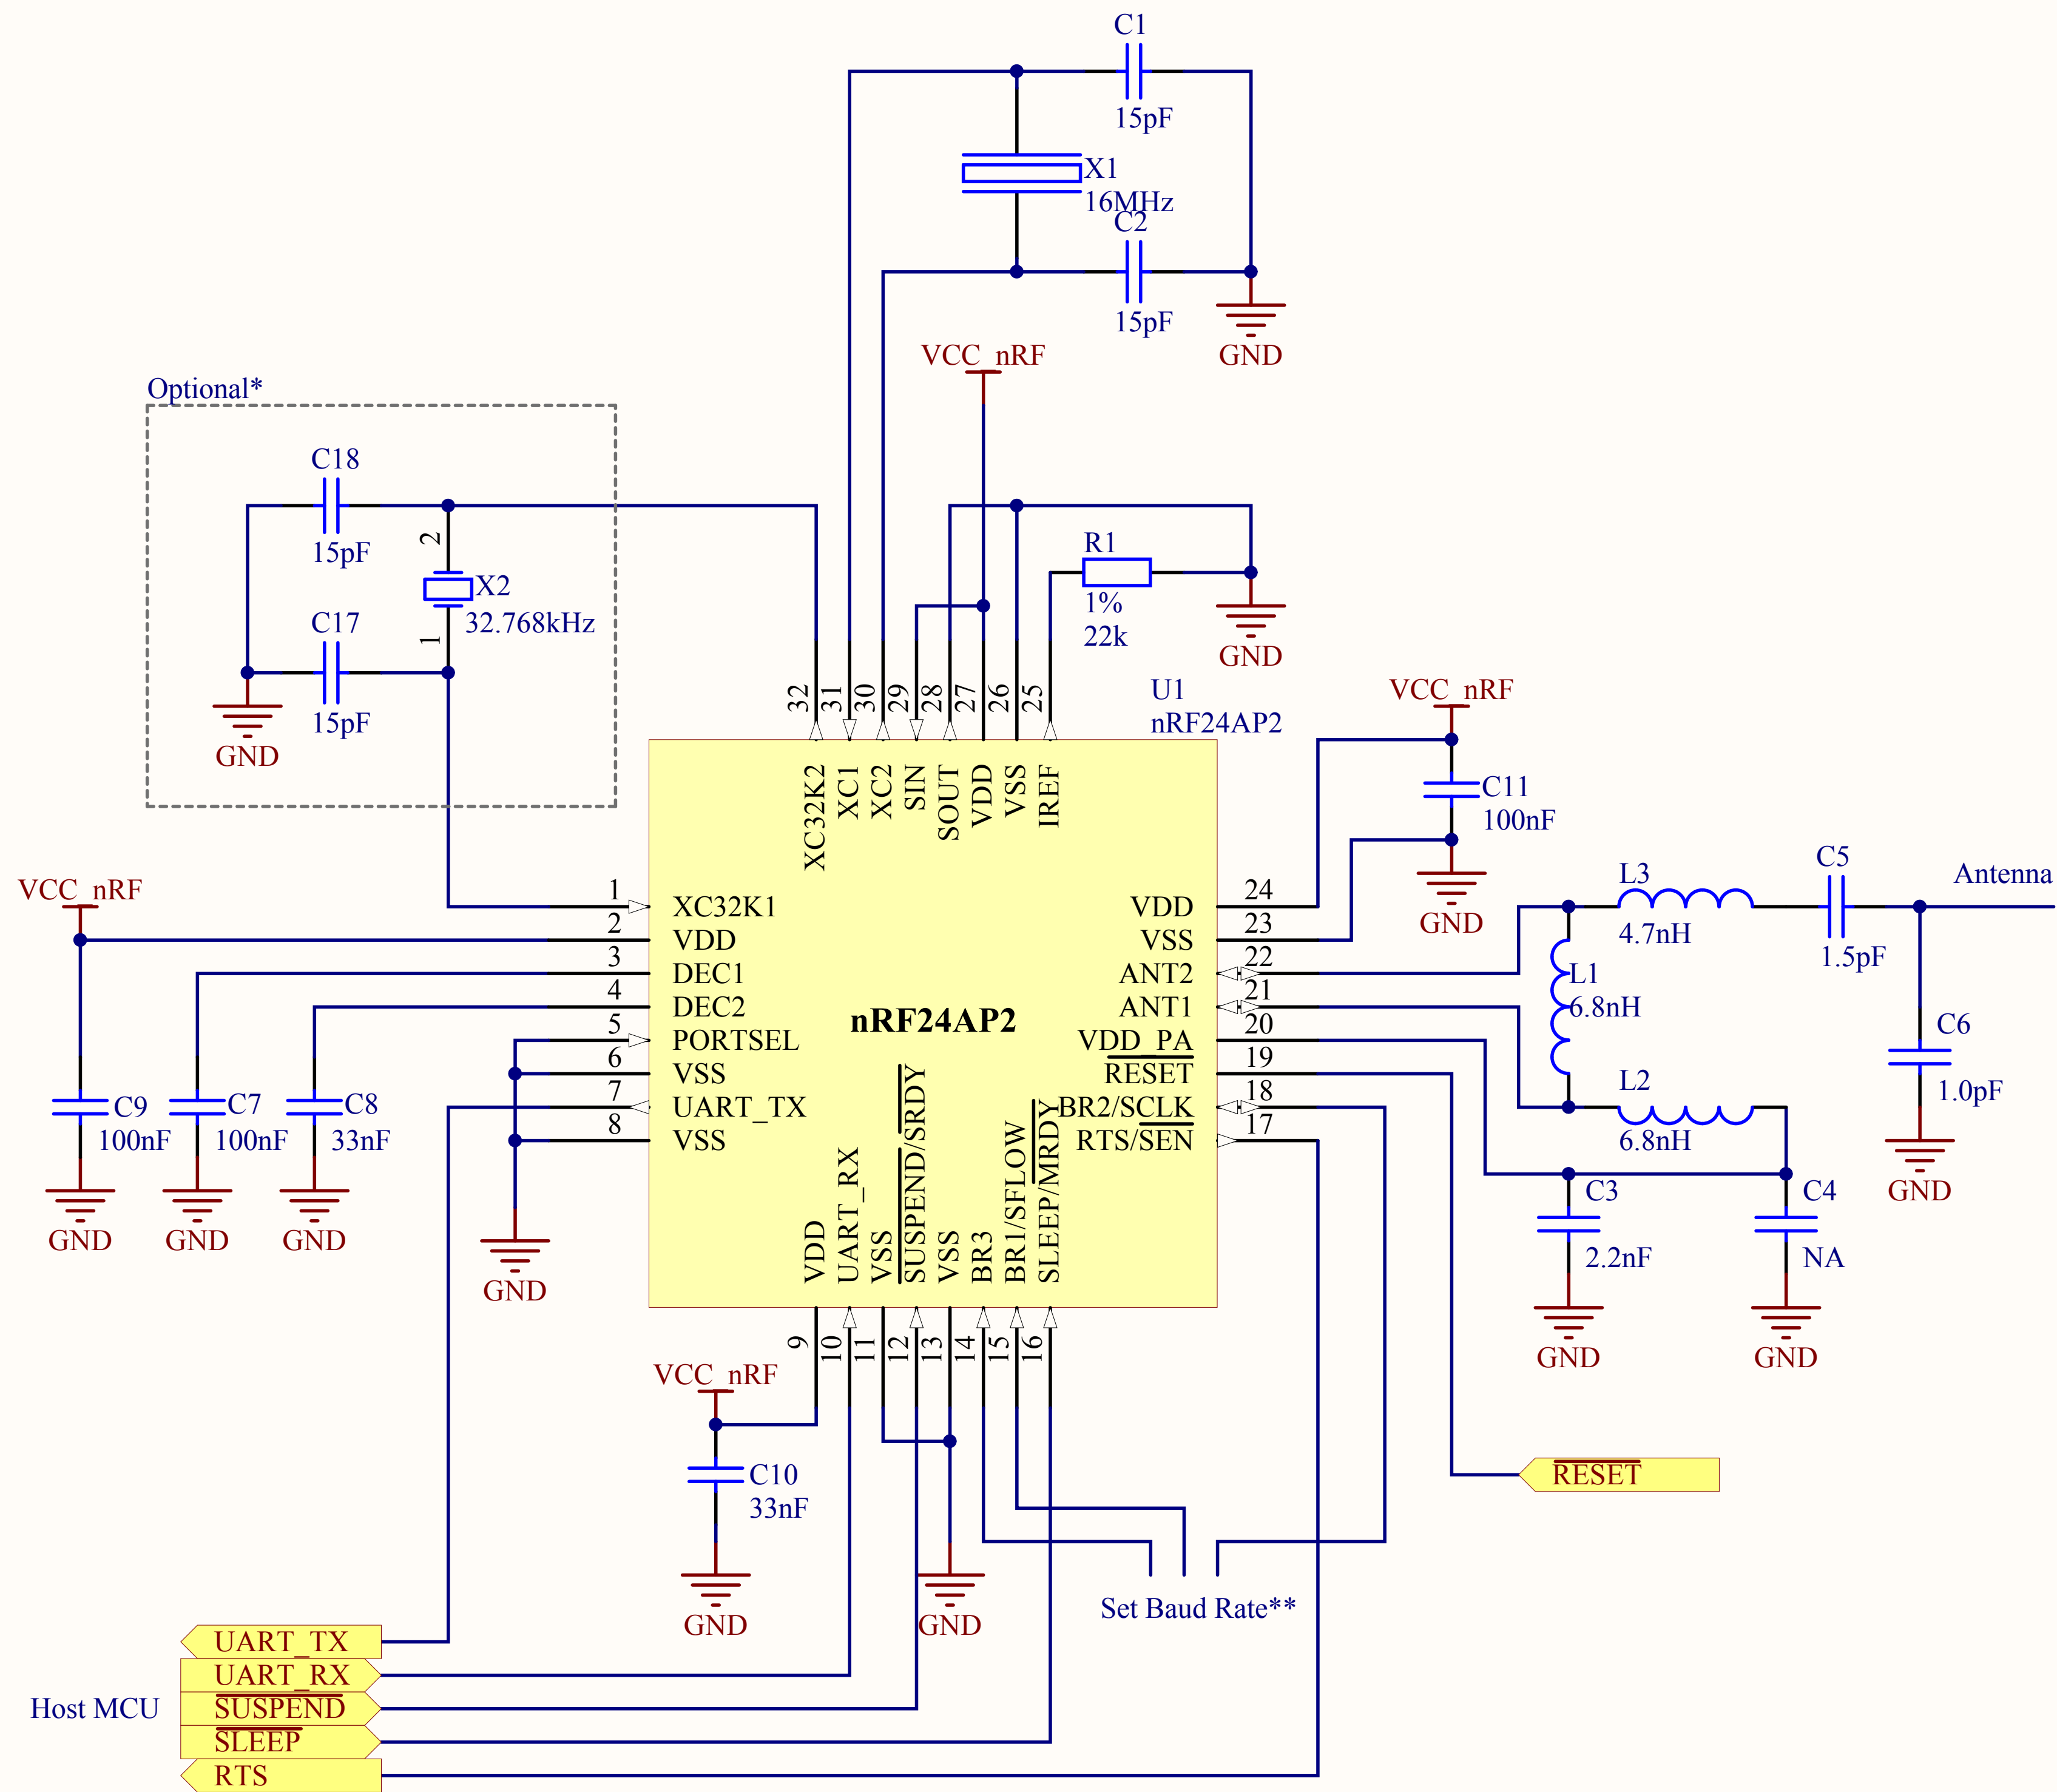 C1
15pF
X1
16MHz
C2
15pF
GND
VCC_nRF
Optional*
C18
15pF
2
X2
32.768kHz
1
C17
15pF
GND
R1
1%
22k
GND
U1
nRF24AP2
32
31
30
29
28
27
26
25
XC32K2
XC1
XC2
SIN
SOUT
VDD
VSS
IREF
VCC_nRF
C11
100nF
GND
VCC_nRF
1 XC32K1
2 VDD
3 DEC1
4 DEC2
5 PORTSEL
6 VSS
7 UART_TX
8 VSS
nRF24AP2
VDD 24
VSS 23
ANT2 22
ANT1 21
VDD_PA 20
RESET 19
BR2/SCLK 18
RTS/SEN 17
C9
100nF
GND
C7
100nF
GND
C8
33nF
GND
GND
L3
4.7nH
C5
1.5pF
Antenna
L1
6.8nH
L2
6.8nH
C6
1.0pF
GND
C3
2.2nF
GND
C4
NA
GND
VDD
UART_RX
VSS
SUSPEND/SRDY
VSS
BR3
BR1/SFLOW
SLEEP/MRDY
9
10
11
12
13
14
15
16
VCC_nRF
C10
33nF
GND
GND
RESET
Set Baud Rate**
Host MCU
UART_TX
UART_RX
SUSPEND
SLEEP
RTS